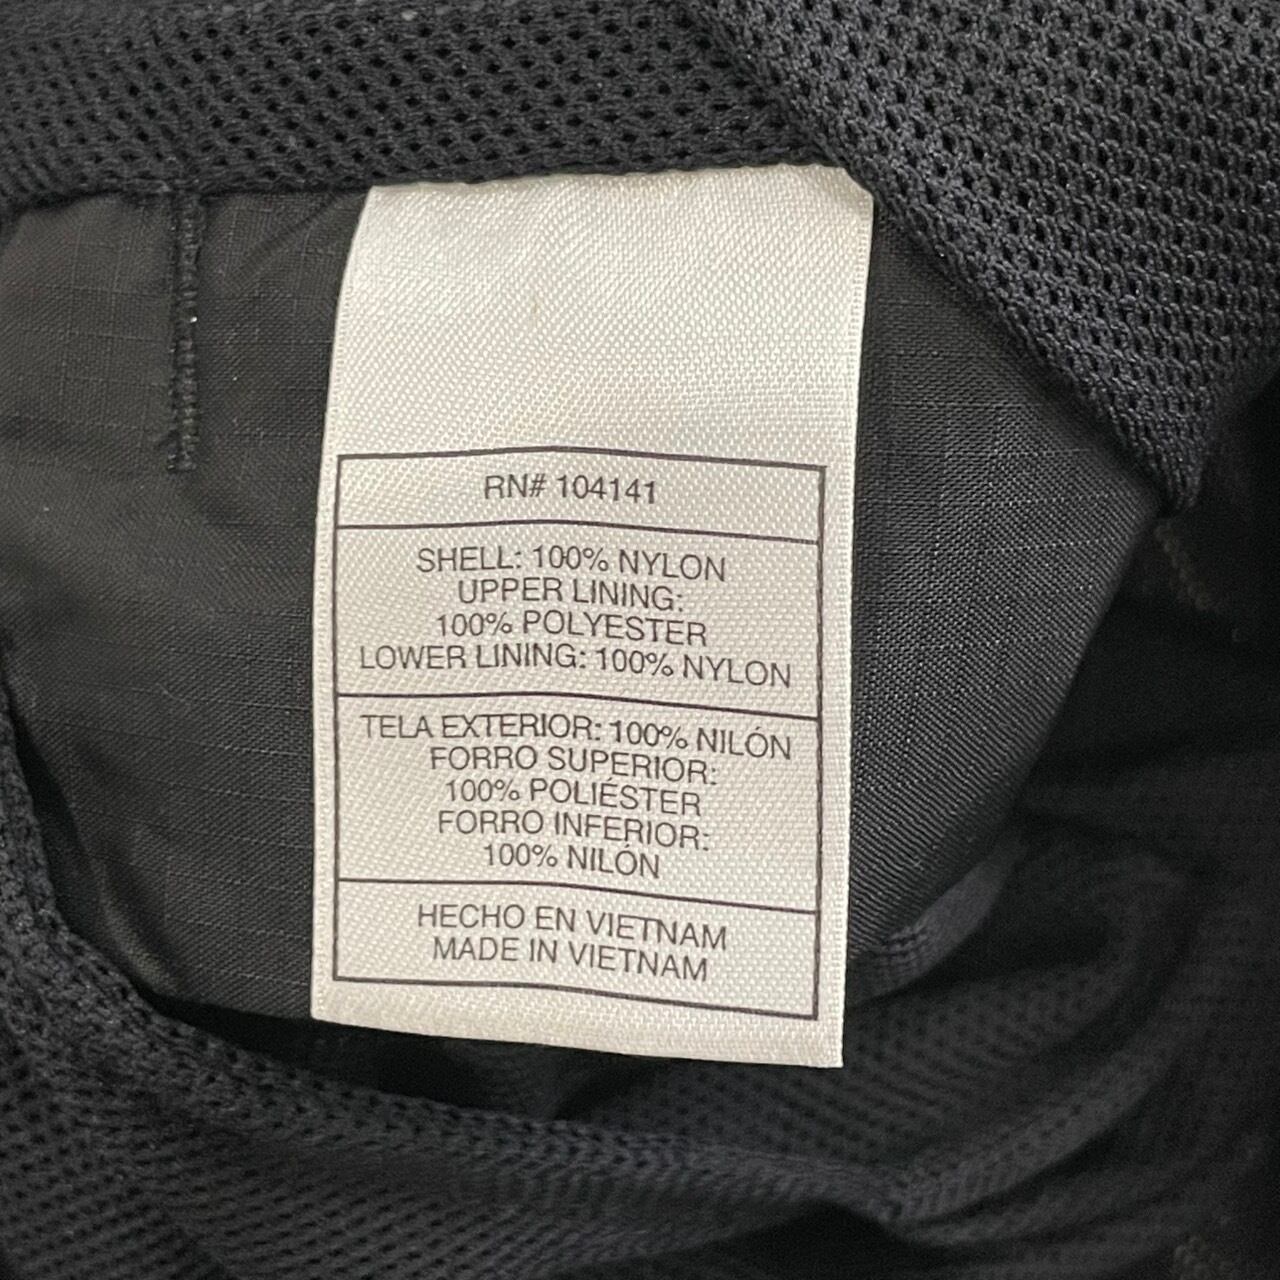 RN# 104141
SHELL: 100% NYLON
UPPER LINING:
100% POLYESTER
LOWER LINING: 100% NYLON
TELA EXTERIOR: 100% NILÓN
FORRO SUPERIOR:
100% POLIÉSTER
FORRO INFERIOR:
100% NILÓN
HECHO EN VIETNAM
MADE IN VIETNAM